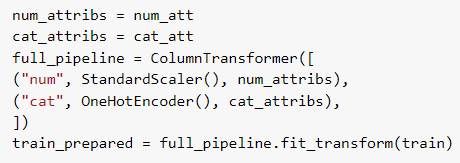 num_attribs = num_att
cat_attribs = cat_att
full_pipeline = ColumnTransformer([
("num", StandardScaler(), num_attribs),
("cat", OneHotEncoder(), cat_attribs),
])
train_prepared = full_pipeline.fit_transform(train)